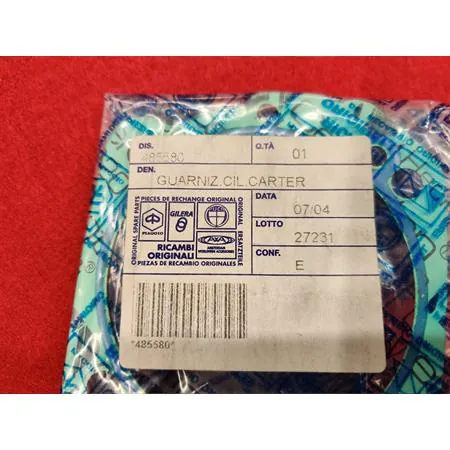 DIS.
485580
Q.TÀ
01
DEN.
GUARNIZ.CIL.CARTER
DATA
07/04
LOTTO
27231
CONF.
E
PIECES DE RECHANGE ORIGINAL
ORIGINAL SPARE PARTS
PIAGGIO
GILERA
ORIGINAL ERSATZTEILE
RICAMBI
ORIGINALI
PIEZAS DE RECAMBIO ORIGINALES
*485580*